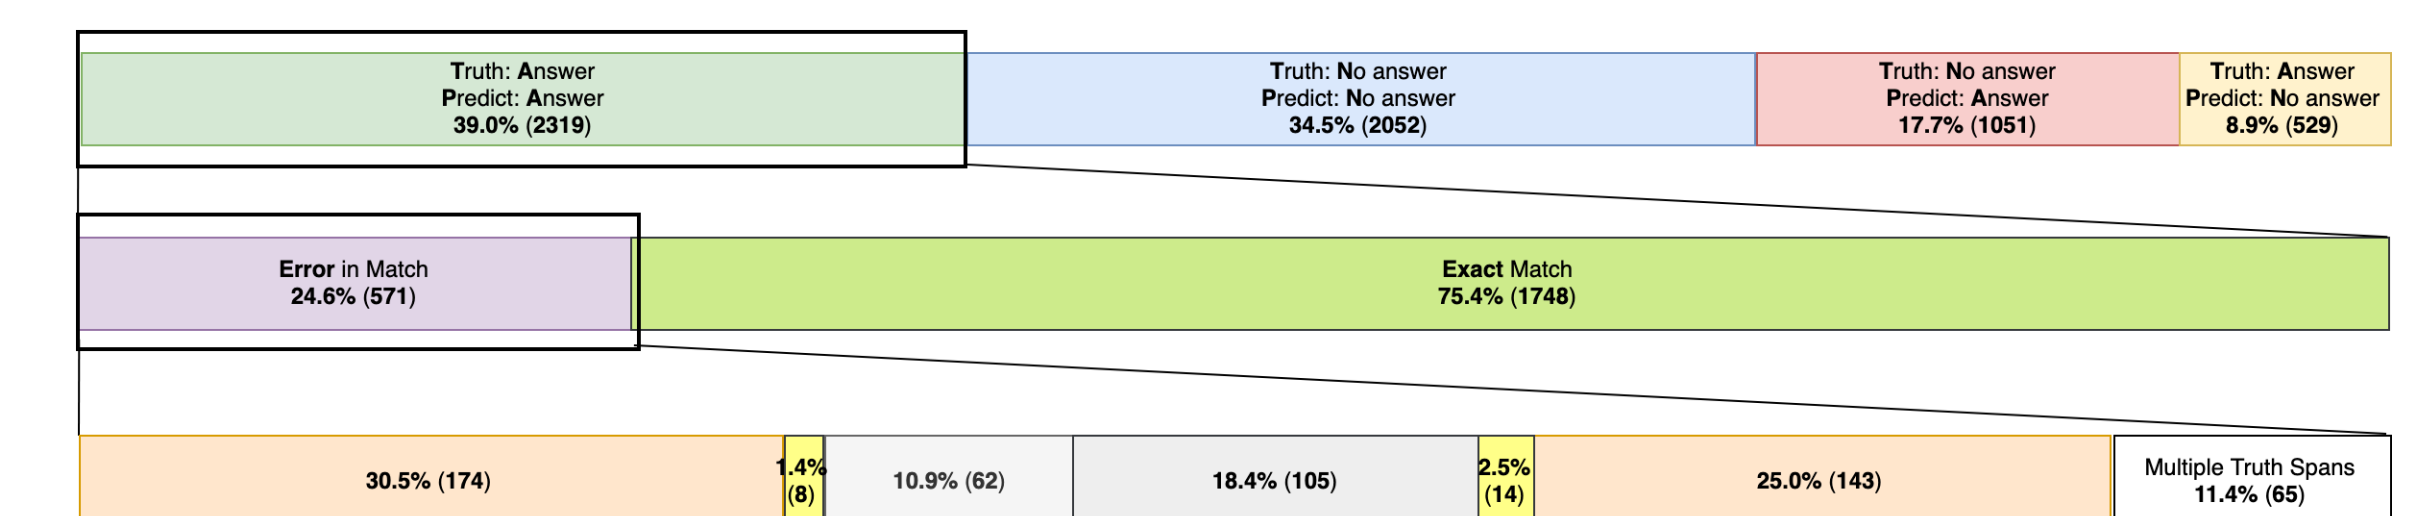 Truth: Answer
Predict: Answer
39.0% (2319)
Truth: No answer
Predict: No answer
34.5% (2052)
Truth: No answer
Predict: Answer
17.7% (1051)
Truth: Answer
Predict: No answer
8.9% (529)
Error in Match
24.6% (571)
Exact Match
75.4% (1748)
30.5% (174)
1.4%
(8)
10.9% (62)
18.4% (105)
2.5%
(14)
25.0% (143)
Multiple Truth Spans
11.4% (65)